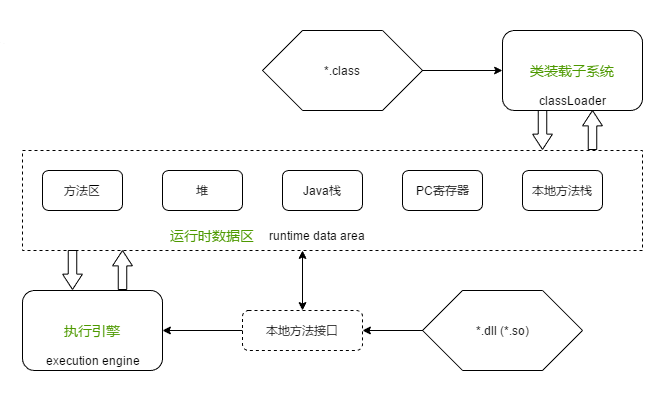 *.class
类装载子系统
classLoader
方法区
堆
Java栈
PC寄存器
本地方法栈
运行时数据区 runtime data area
执行引擎
execution engine
本地方法接口
*.dll (*.so)